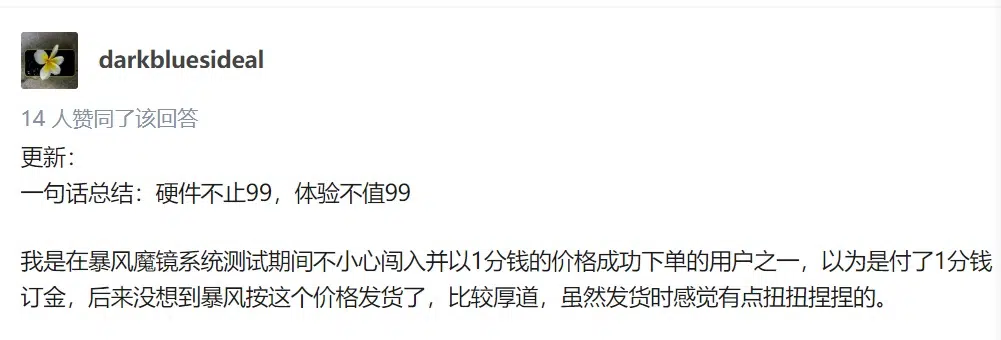 darkbluesideal
14 人赞同了该回答
更新：
一句话总结：硬件不止99，体验不值99
我是在暴风魔镜系统测试期间不小心闯入并以1分钱的价格成功下单的用户之一，以为是付了1分钱
订金，后来没想到暴风按这个价格发货了，比较厚道，虽然发货时感觉有点扭扭捏捏的。